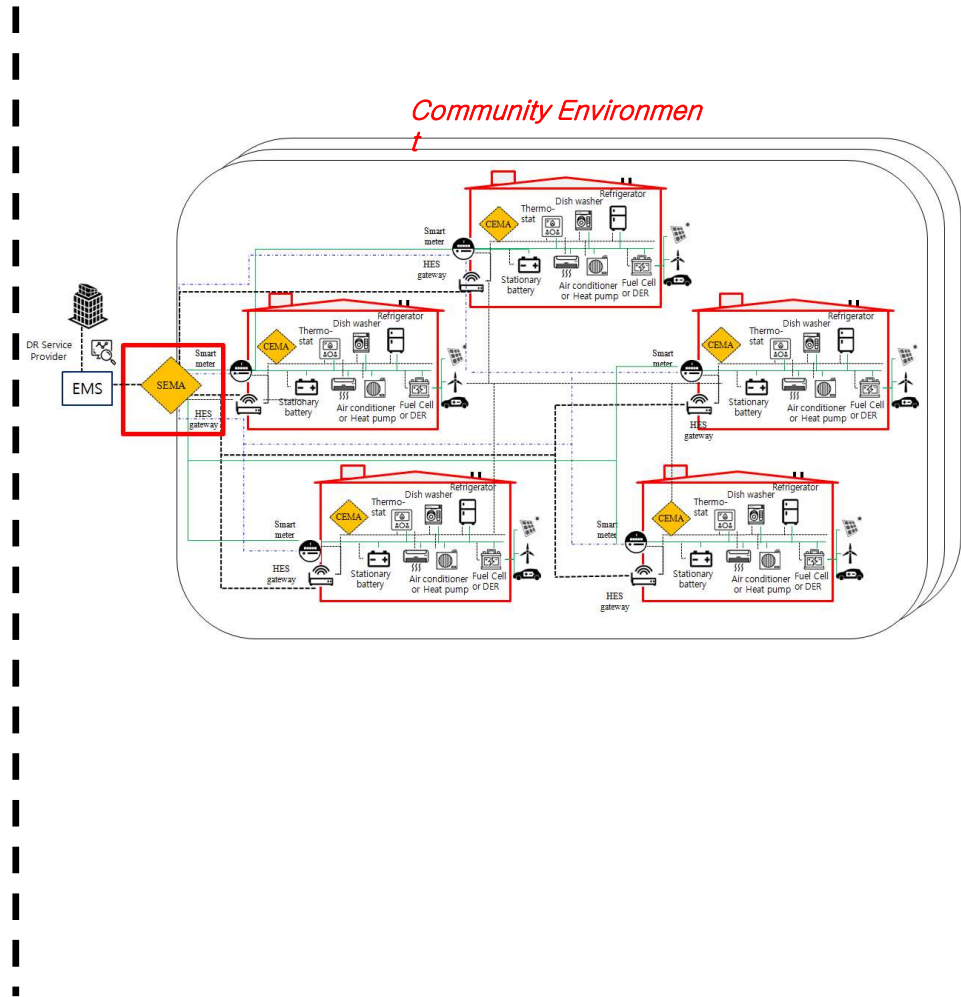 Community Environmen
t
Refrigerator
Dish washer
Thermo-
stat
CEMA
Smart
meter
HES
gateway
Stationary
battery
Air conditioner
or Heat pump
Fuel Cell
or DER
*
DR Service
Provider
EMS
SEMA
Refrigerator
Dish washer
Thermo-
stat
CEMA
Smart
meter
HES
gateway
Stationary
battery
Air conditioner
or Heat pump
Fuel Cell
or DER
*
Refrigerator
Dish washer
Thermo-
stat
CEMA
Smart
meter
HES
gateway
Stationary
battery
Air conditioner
or Heat pump
Fuel Cell
or DER
*
Refrigerator
Dish washer
Thermo-
stat
CEMA
Smart
meter
HES
gateway
Stationary
battery
Air conditioner
or Heat pump
Fuel Cell
or DER
*
Refrigerator
Dish washer
Thermo-
stat
CEMA
Smart
meter
HES
gateway
Stationary
battery
Air conditioner
or Heat pump
Fuel Cell
or DER
*